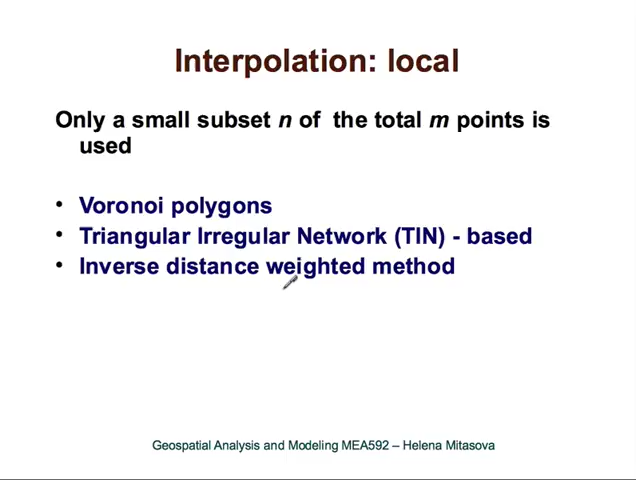 Interpolation: local
Only a small subset n of the total m points is
used
• Voronoi polygons
• Triangular Irregular Network (TIN) - based
• Inverse distance weighted method
Geospatial Analysis and Modeling MEA592 – Helena Mitasova